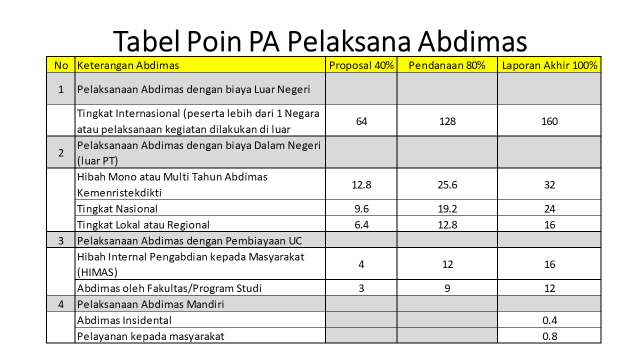 Tabel Poin PA Pelaksana Abdimas
No Keterangan Abdimas Proposal 40% Pendanaan 80% Laporan Akhir 100%
1 Pelaksanaan Abdimas dengan biaya Luar Negeri
Tingkat Internasional (peserta lebih dari 1 Negara
atau pelaksanaan kegiatan dilakukan di luar
64 128 160
2 Pelaksanaan Abdimas dengan biaya Dalam Negeri
(luar PT)
Hibah Mono atau Multi Tahun Abdimas
Kemenristekdikti
12.8 25.6 32
Tingkat Nasional 9.6 19.2 24
Tingkat Lokal atau Regional 6.4 12.8 16
3 Pelaksanaan Abdimas dengan Pembiayaan UC
Hibah Internal Pengabdian kepada Masyarakat
(HIMAS)
4 12 16
Abdimas oleh Fakultas/Program Studi 3 9 12
4 Pelaksanaan Abdimas Mandiri
Abdimas Insidental 0.4
Pelayanan kepada masyarakat 0.8